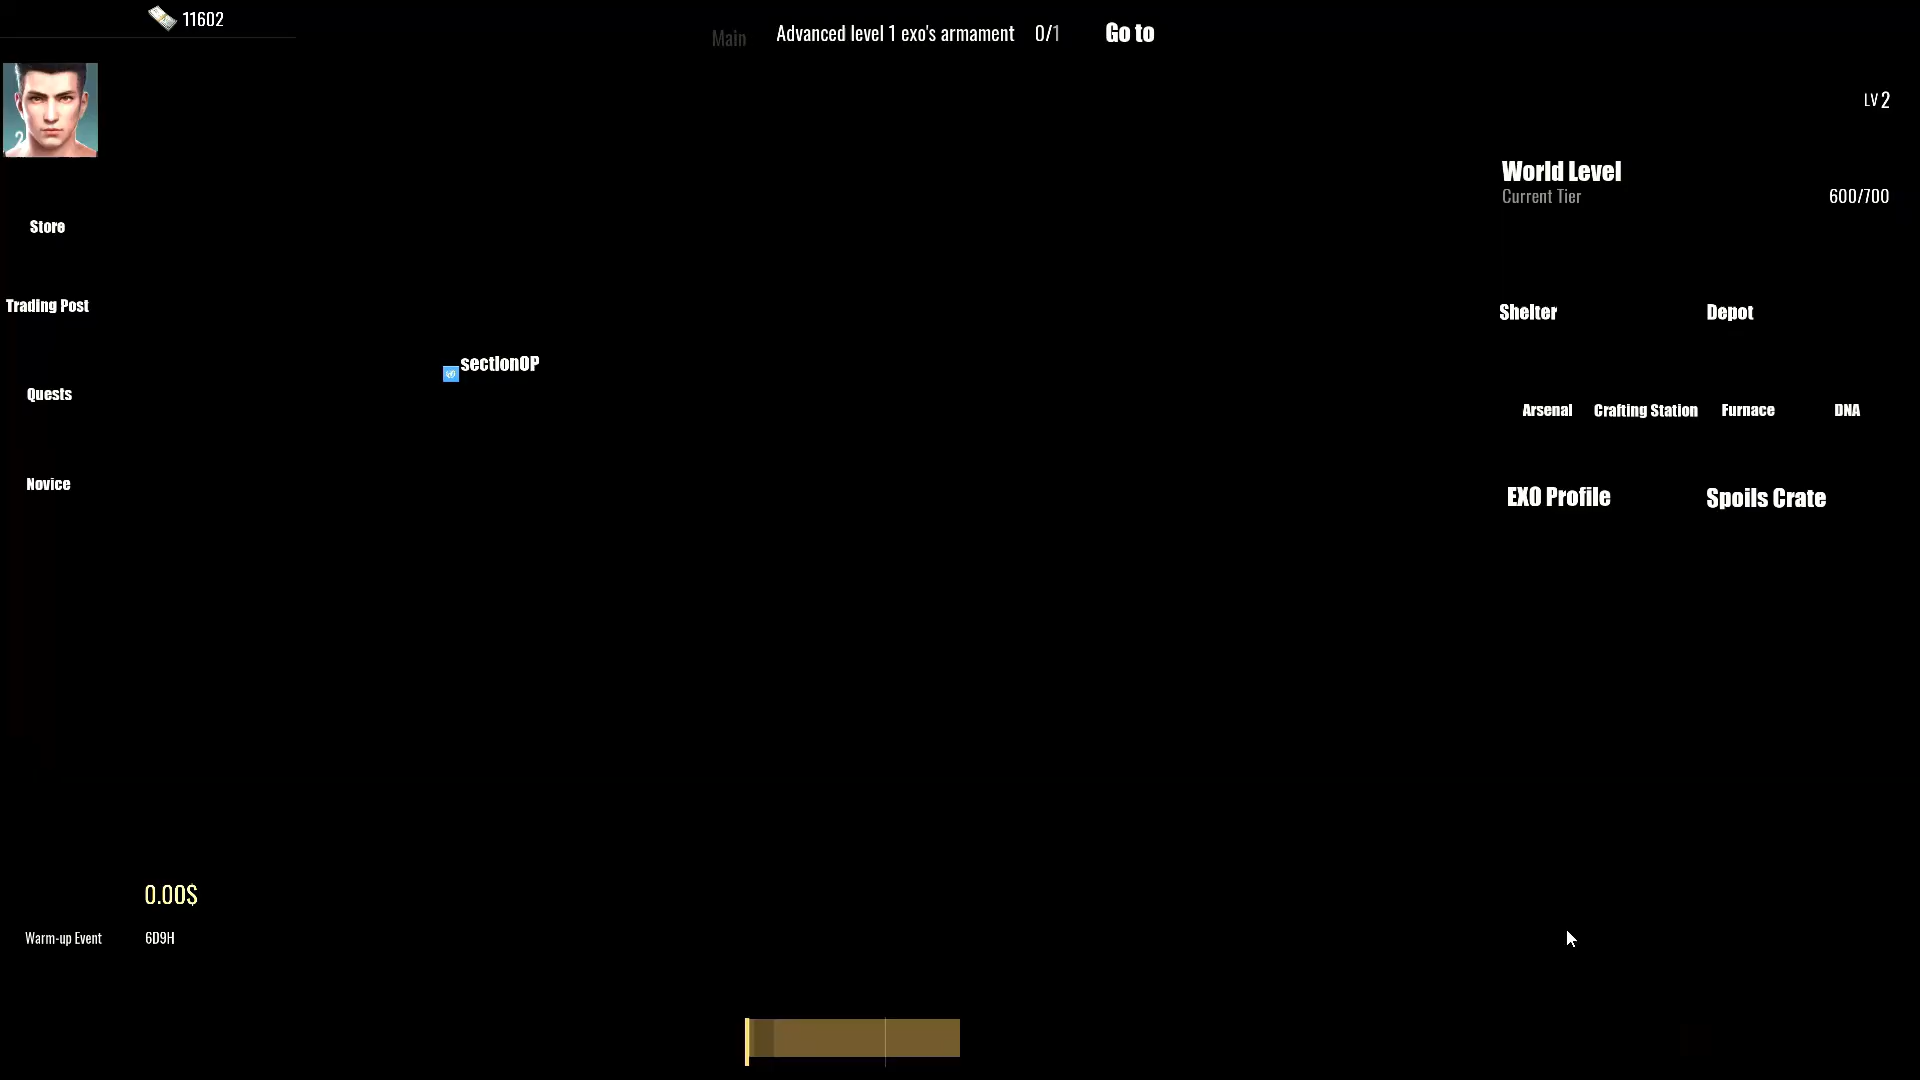 11602
Main Advanced level 1 exo's armament 0/1 Go to
LV 2
2
World Level
Current Tier 600/700
Store
Trading Post
Shelter Depot
sectionOP
Quests
Arsenal Crafting Station Furnace DNA
Novice
EXO Profile Spoils Crate
0.00$
Warm-up Event 6D9H